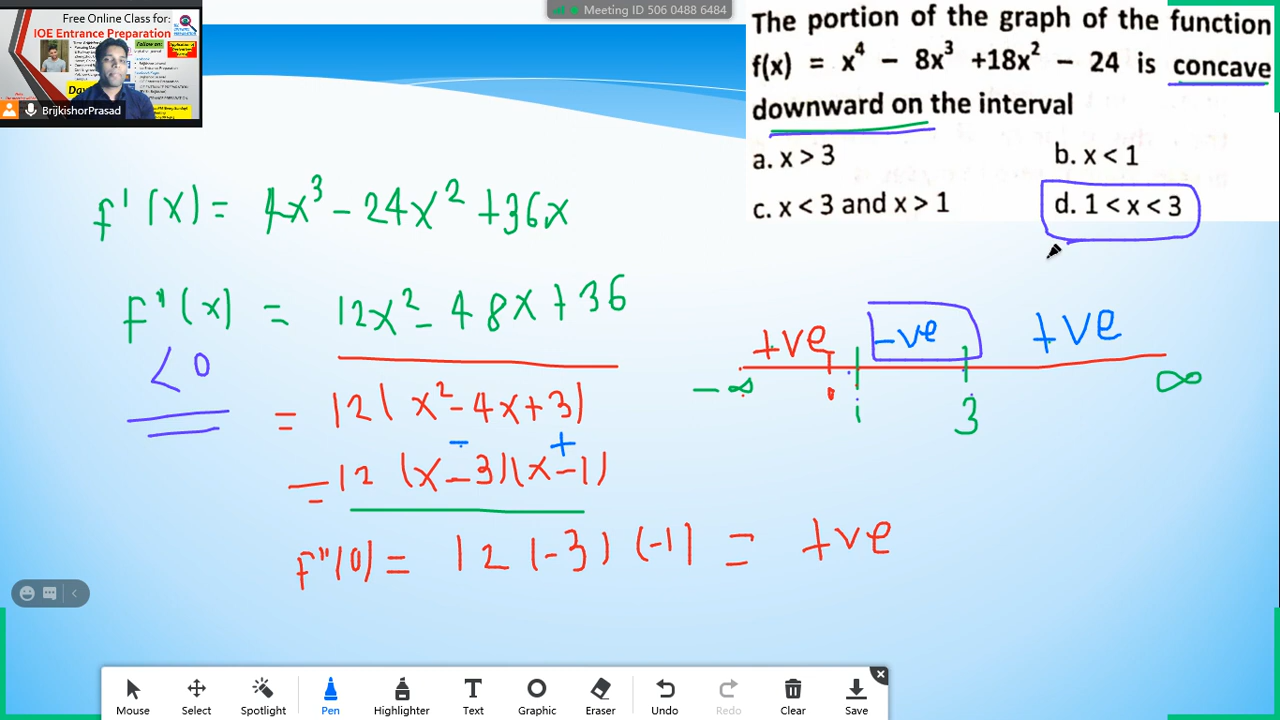 Free Online Class for:
IOE Entrance Preparation
BrijkishorPrasad
Meeting ID 506 0488 6484
The portion of the graph of the function
f(x) = x⁴ - 8x³ +18x² - 24 is concave
downward on the interval
a. x > 3
b. x < 1
c. x < 3 and x > 1
d. 1 < x < 3
f'(x) = 4x³ - 24x² + 36x
f"(x) = 12x² - 48x + 36
< 0
= 12(x² - 4x + 3)
- +
= 12 (x - 3)(x - 1)
f"(0) = 12 (-3) (-1) = +ve
+ve -ve +ve
-∞ 1 3 ∞
Mouse Select Spotlight Pen Highlighter Text Graphic Eraser Undo Redo Clear Save